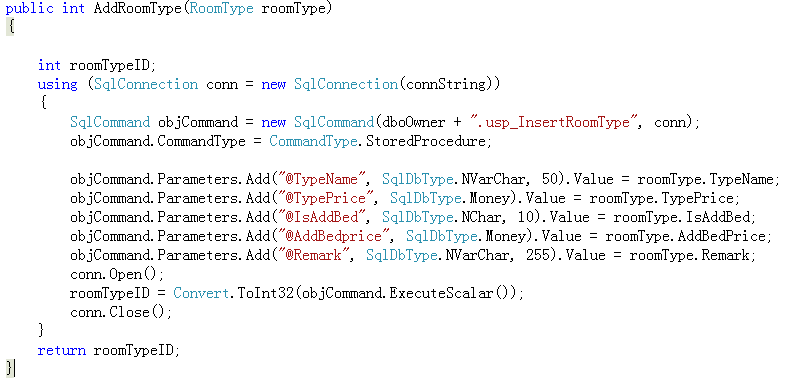 public int AddRoomType(RoomType roomType)
{
int roomTypeID;
using (SqlConnection conn = new SqlConnection(connString))
{
SqlCommand objCommand = new SqlCommand(dboOwner + ".usp_InsertRoomType", conn);
objCommand.CommandType = CommandType.StoredProcedure;
objCommand.Parameters.Add("@TypeName", SqlDbType.NVarChar, 50).Value = roomType.TypeName;
objCommand.Parameters.Add("@TypePrice", SqlDbType.Money).Value = roomType.TypePrice;
objCommand.Parameters.Add("@IsAddBed", SqlDbType.NChar, 10).Value = roomType.IsAddBed;
objCommand.Parameters.Add("@AddBedprice", SqlDbType.Money).Value = roomType.AddBedPrice;
objCommand.Parameters.Add("@Remark", SqlDbType.NVarChar, 255).Value = roomType.Remark;
conn.Open();
roomTypeID = Convert.ToInt32(objCommand.ExecuteScalar());
conn.Close();
}
return roomTypeID;
}